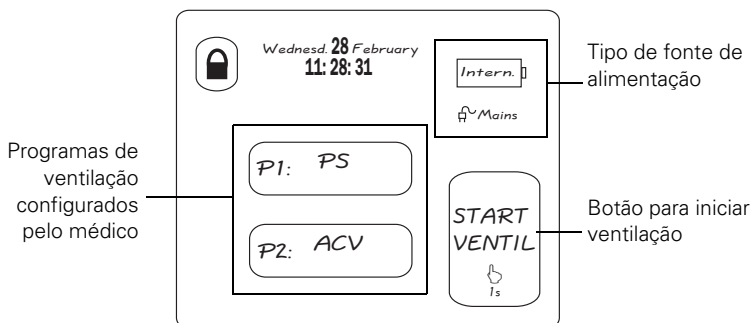 Wednesd. 28 February
11: 28: 31
Intern.
Mains
Tipo de fonte de
alimentação
Programas de
ventilação
configurados
pelo médico
P1: PS
P2: ACV
START
VENTIL
1s
Botão para iniciar
ventilação